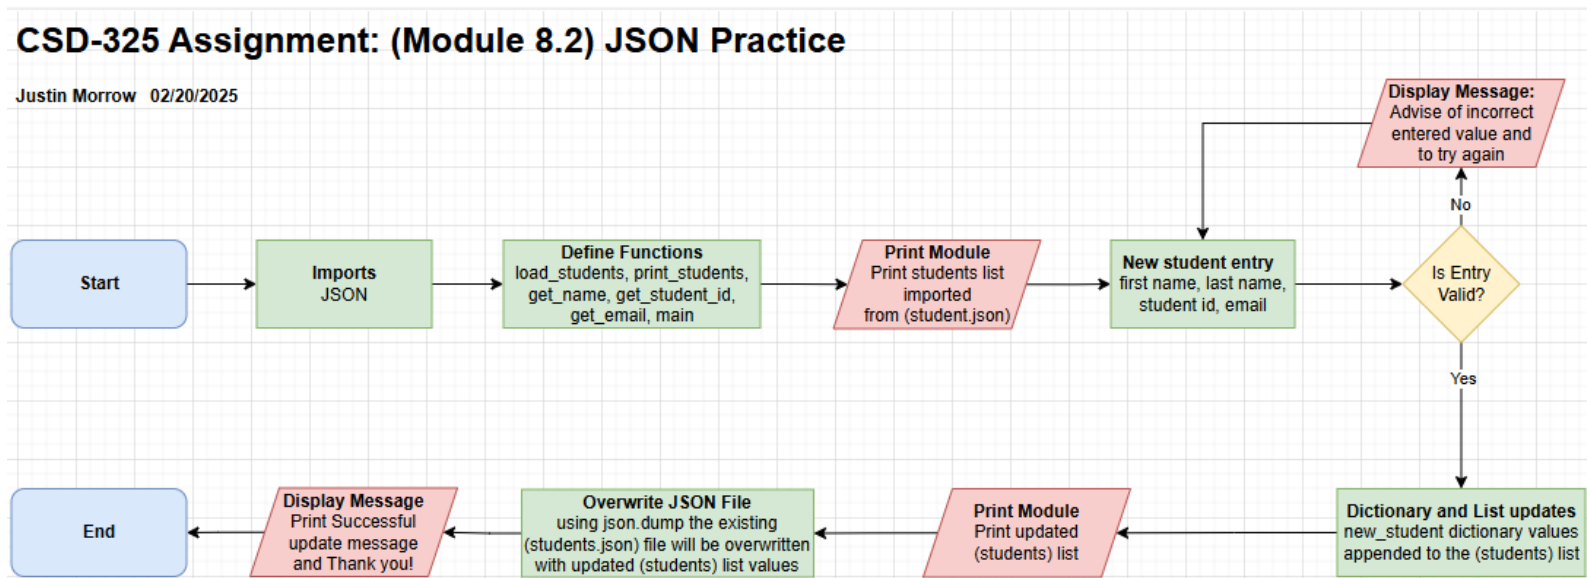 CSD-325 Assignment: (Module 8.2) JSON Practice
Justin Morrow 02/20/2025
Start
Imports
JSON
Define Functions
load_students, print_students,
get_name, get_student_id,
get_email, main
Print Module
Print students list
imported
from (student.json)
New student entry
first name, last name,
student id, email
Is Entry
Valid?
No
Display Message:
Advise of incorrect
entered value and
to try again
Yes
Dictionary and List updates
new_student dictionary values
appended to the (students) list
Print Module
Print updated
(students) list
Overwrite JSON File
using json.dump the existing
(students.json) file will be overwritten
with updated (students) list values
Display Message
Print Successful
update message
and Thank you!
End